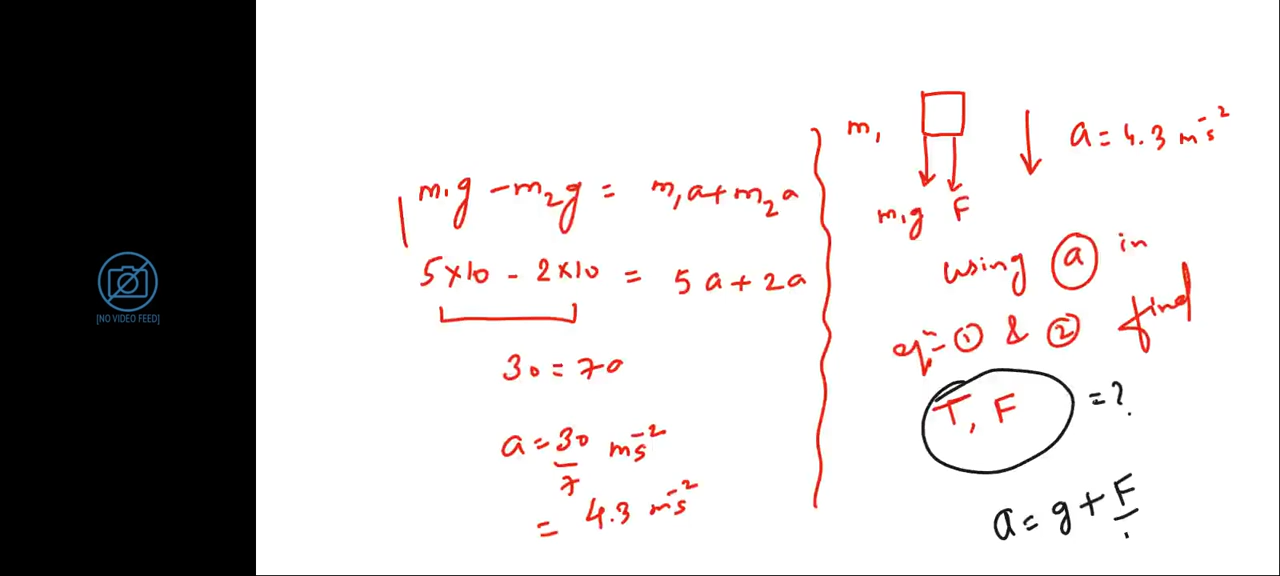 [NO VIDEO FEED]
m₁g - m₂g = m₁a + m₂a
5×10 - 2×10 = 5a + 2a
30 = 7a
a = 30/7 ms⁻²
= 4.3 ms⁻²
m₁
a = 4.3 ms⁻²
m₁g F
using a in
eqⁿ ① & ② find
T, F = ?
a = g + F